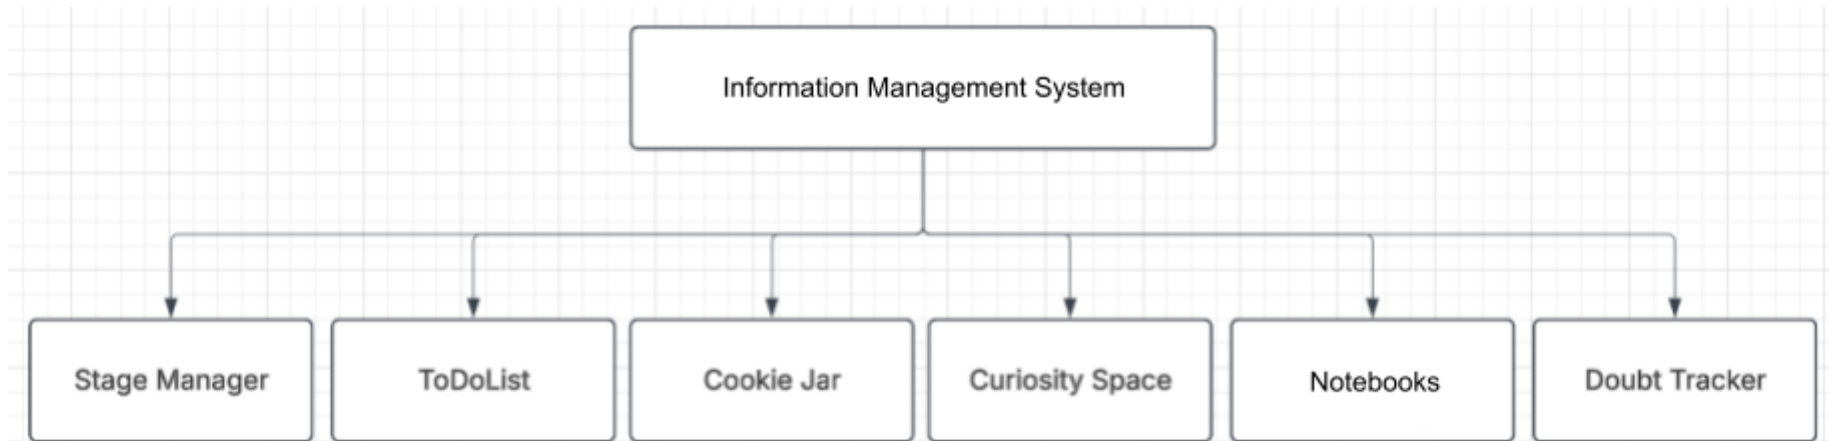 Information Management System
Stage Manager
ToDoList
Cookie Jar
Curiosity Space
Notebooks
Doubt Tracker